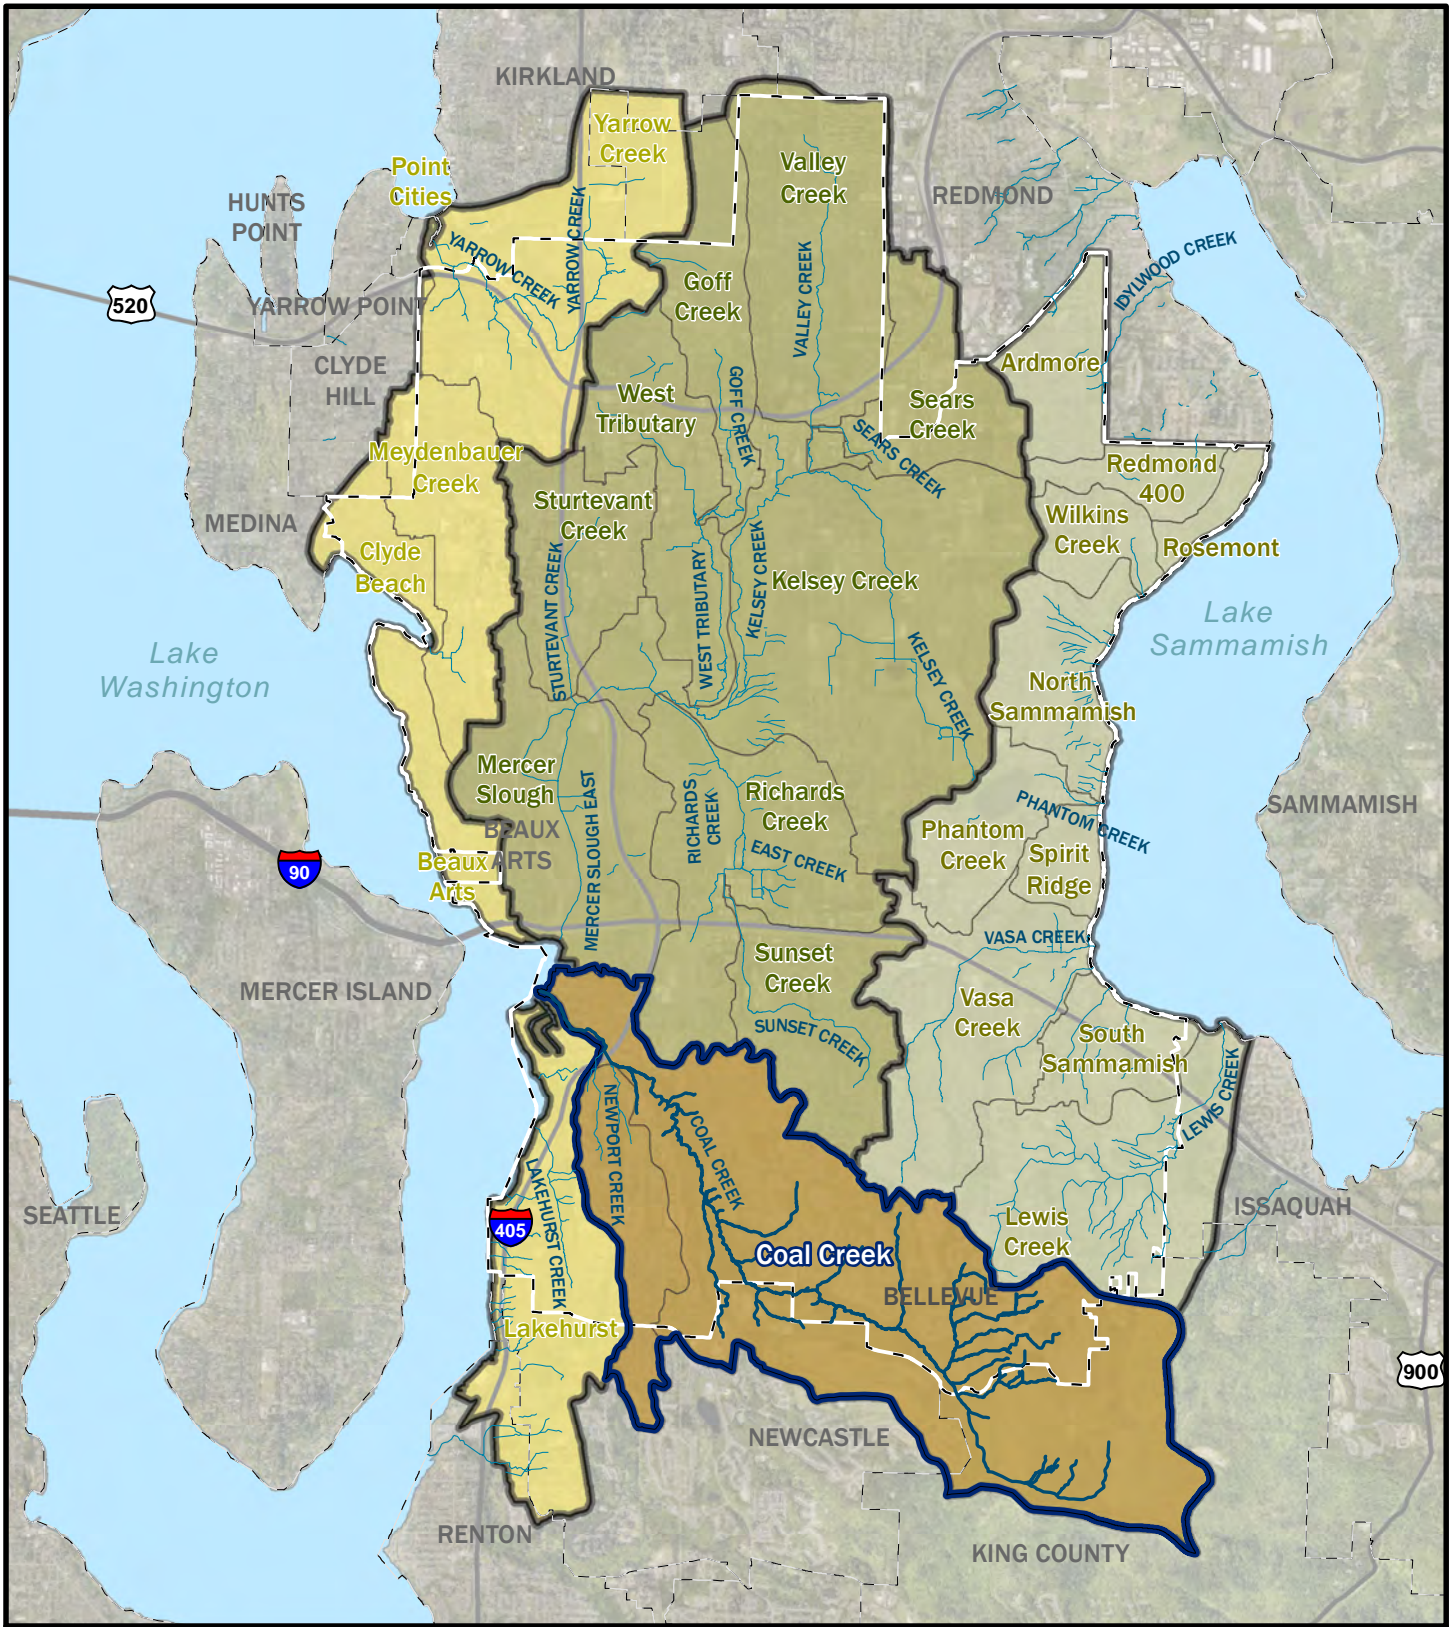 KIRKLAND
Yarrow
Creek
Point
Cities
Valley
Creek
HUNTS
POINT
REDMOND
YARROW CREEK
YARROW CREEK
IDYLWOOD CREEK
VALLEY CREEK
Goff
Creek
520
YARROW POINT
CLYDE
HILL
Ardmore
GOFF CREEK
West
Tributary
Sears
Creek
SEARS CREEK
Meydenbauer
Creek
Redmond
400
Sturtevant
Creek
MEDINA
Wilkins
Creek
Rosemont
Clyde
Beach
STURTEVANT CREEK
WEST TRIBUTARY
KELSEY CREEK
Kelsey Creek
KELSEY CREEK
Lake
Washington
Lake
Sammamish
North
Sammamish
Mercer
Slough
MERCER SLOUGH EAST
RICHARDS
CREEK
Richards
Creek
PHANTOM CREEK
SAMMAMISH
BEAUX
ARTS
Beaux
Arts
EAST CREEK
Phantom
Creek
Spirit
Ridge
90
VASA CREEK
Sunset
Creek
MERCER ISLAND
Vasa
Creek
SUNSET CREEK
South
Sammamish
LEWIS CREEK
NEWPORT CREEK
COAL CREEK
LAKEHURST CREEK
SEATTLE
405
ISSAQUAH
Lewis
Creek
Coal Creek
BELLEVUE
Lakehurst
900
NEWCASTLE
RENTON
KING COUNTY